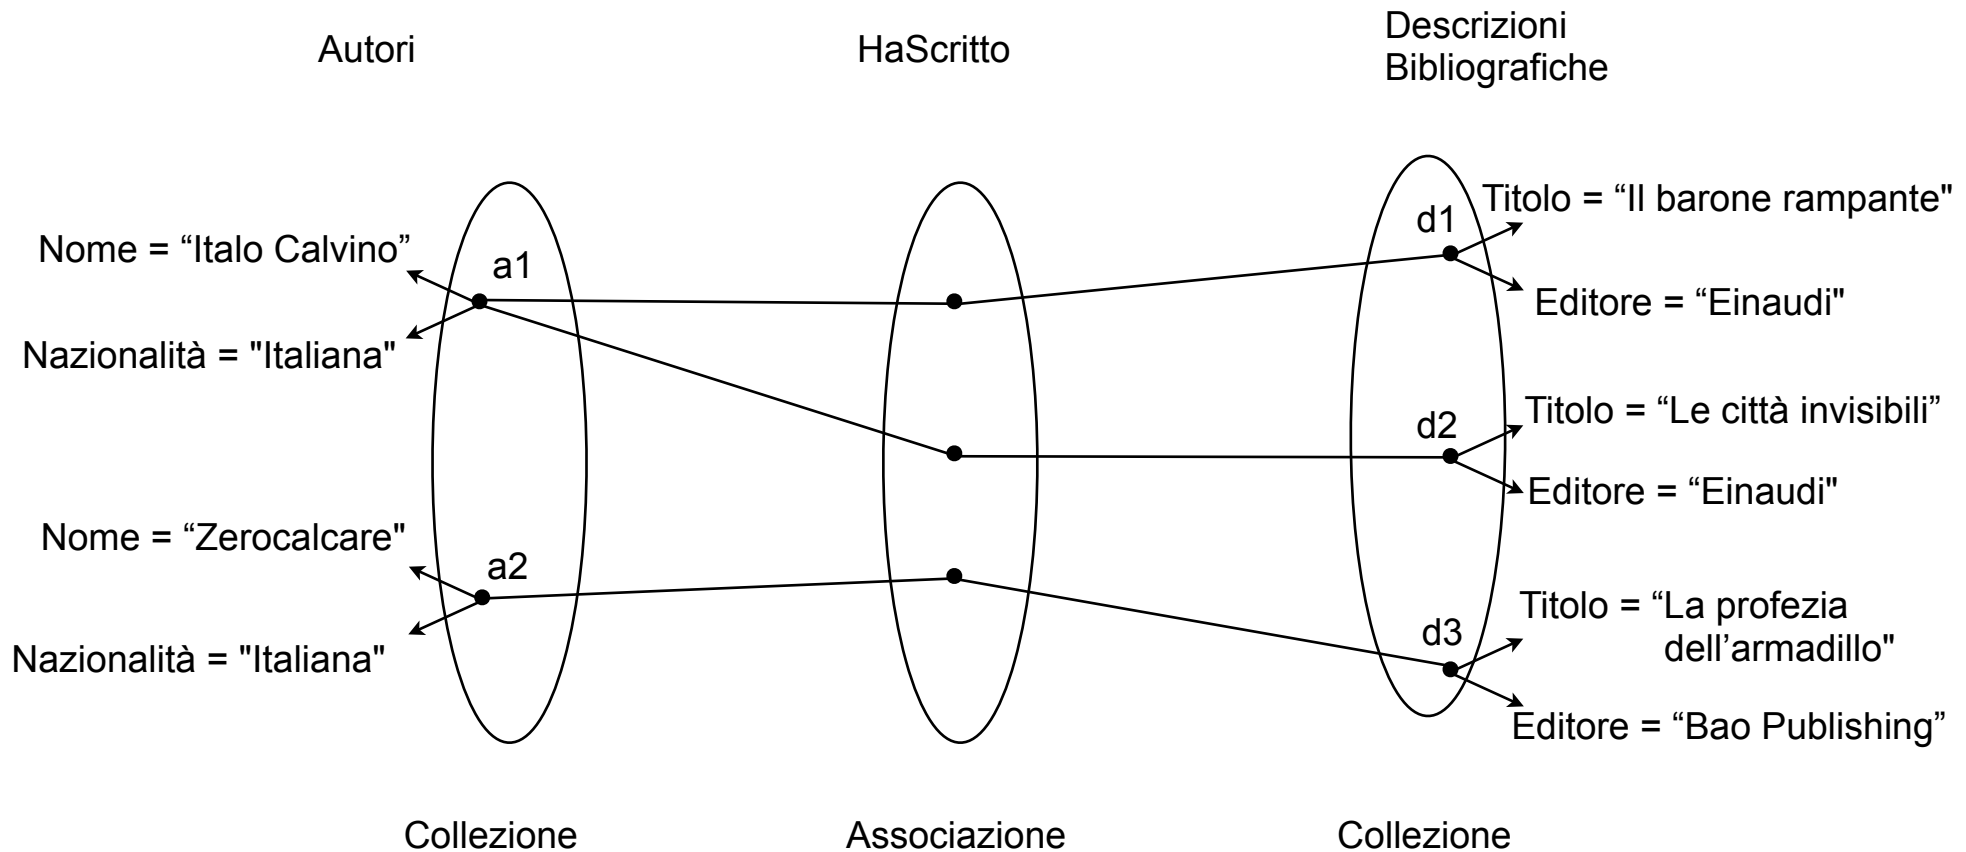 Autori
HaScritto
Descrizioni
Bibliografiche
Nome = “Italo Calvino”
a1
Nazionalità = "Italiana"
d1
Titolo = “Il barone rampante"
Editore = “Einaudi"
d2
Titolo = “Le città invisibili”
Editore = “Einaudi"
Nome = “Zerocalcare"
a2
Nazionalità = "Italiana"
d3
Titolo = “La profezia
dell’armadillo"
Editore = “Bao Publishing”
Collezione
Associazione
Collezione